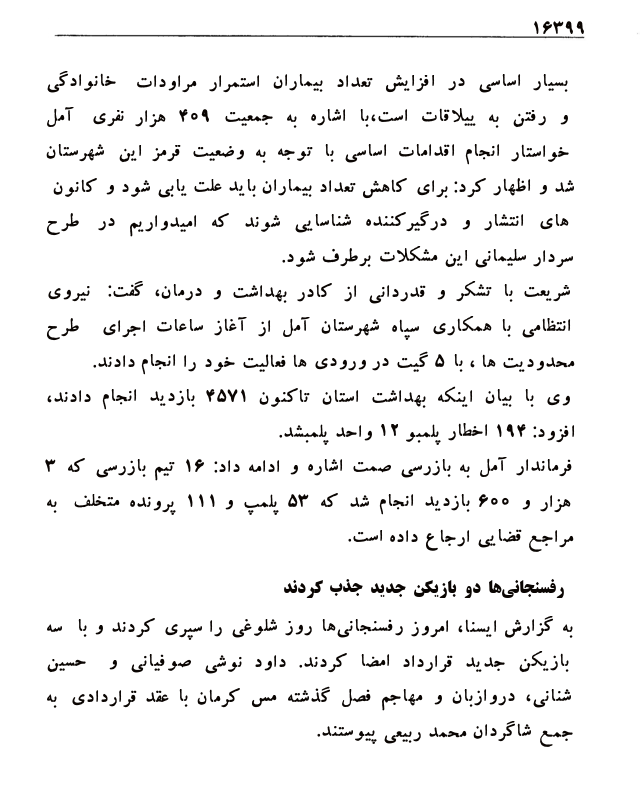 ۱۶۳۹۹
بسیار اساسی در افزایش تعداد بیماران استمرار مراودات خانوادگی
و رفتن به ییلاقات است،با اشاره به جمعیت ۴۰۹ هزار نفری آمل
خواستار انجام اقدامات اساسی با توجه به وضعیت قرمز این شهرستان
شد و اظهار کرد: برای کاهش تعداد بیماران باید علت یابی شود و کانون
های انتشار و درگیرکننده شناسایی شوند که امیدواریم در طرح
سردار سلیمانی این مشکلات برطرف شود.
شریعت با تشکر و قدردانی از کادر بهداشت و درمان، گفت: نیروی
انتظامی با همکاری سپاه شهرستان آمل از آغاز ساعات اجرای طرح
محدودیت ها ، با ۵ گیت در ورودی ها فعالیت خود را انجام دادند.
وی با بیان اینکه بهداشت استان تاکنون ۴۵۷۱ بازدید انجام دادند،
افزود: ۱۹۴ اخطار پلمبو ۱۲ واحد پلمبشد.
فرماندار آمل به بازرسی صمت اشاره و ادامه داد: ۱۶ تیم بازرسی که ۳
هزار و ۶۰۰ بازدید انجام شد که ۵۳ پلمپ و ۱۱۱ پرونده متخلف به
مراجع قضایی ارجاع داده است.
رفسنجانی‌ها دو بازیکن جدید جذب کردند
به گزارش ایسنا، امروز رفسنجانی‌ها روز شلوغی را سپری کردند و با سه
بازیکن جدید قرارداد امضا کردند. داود نوشی صوفیانی و حسین
شنانی، دروازبان و مهاجم فصل گذشته مس کرمان با عقد قراردادی به
جمع شاگردان محمد ربیعی پیوستند.